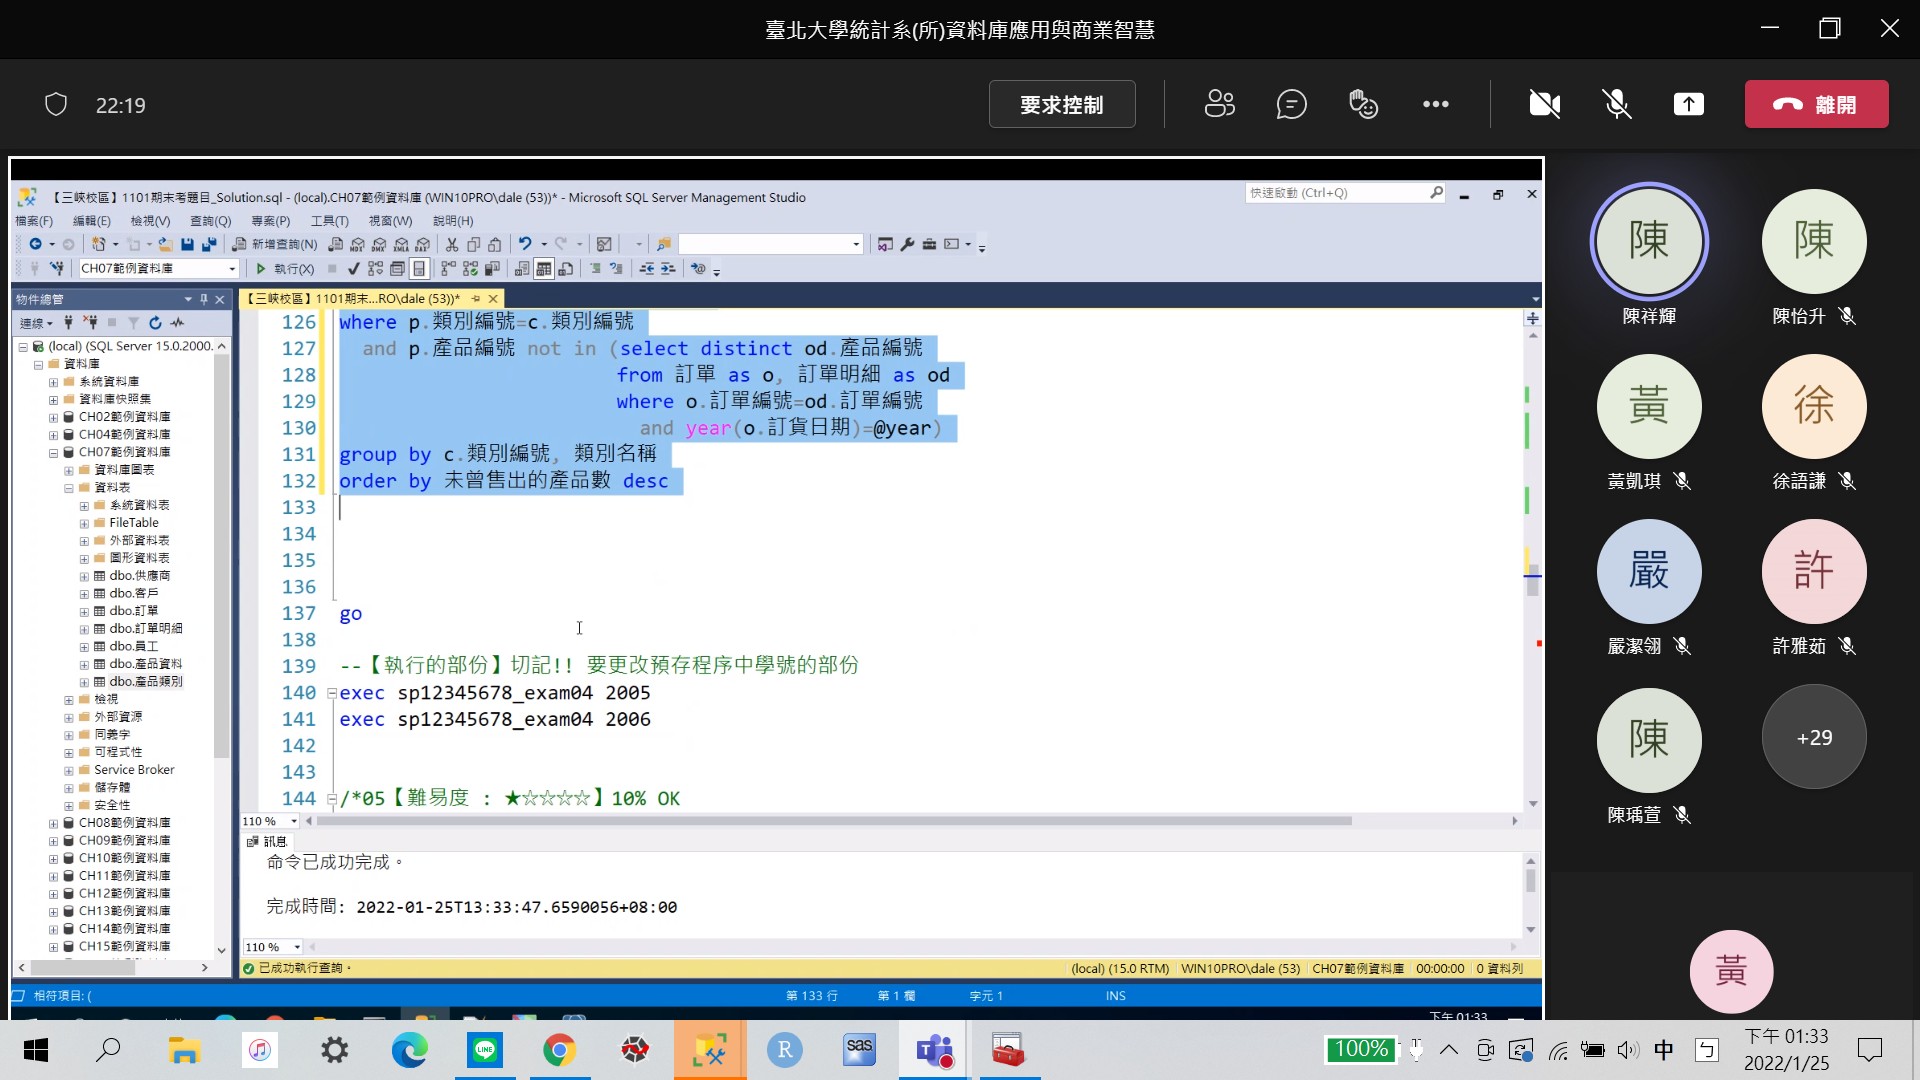 臺北大學統計系(所)資料庫應用與商業智慧
22:19
要求控制
離開
【三峽校區】1101期末考題目_Solution.sql - (local).CH07範例資料庫 (WIN10PRO\dale (53))* - Microsoft SQL Server Management Studio
快速啟動 (Ctrl+Q)
檔案(F) 編輯(E) 檢視(V) 查詢(Q) 專案(P) 工具(T) 視窗(W) 說明(H)
新增查詢(N)
CH07範例資料庫
執行(X)
物件總管
【三峽校區】1101期末...RO\dale (53))*
連線
(local) (SQL Server 15.0.2000.
資料庫
系統資料庫
資料庫快照集
CH02範例資料庫
CH04範例資料庫
CH07範例資料庫
資料庫圖表
資料表
系統資料表
FileTable
外部資料表
圖形資料表
dbo.供應商
dbo.客戶
dbo.訂單
dbo.訂單明細
dbo.員工
dbo.產品資料
dbo.產品類別
檢視
外部資源
同義字
可程式性
Service Broker
儲存體
安全性
CH08範例資料庫
CH09範例資料庫
CH10範例資料庫
CH11範例資料庫
CH12範例資料庫
CH13範例資料庫
CH14範例資料庫
CH15範例資料庫
126 where p.類別編號=c.類別編號
127 and p.產品編號 not in (select distinct od.產品編號
128 from 訂單 as o, 訂單明細 as od
129 where o.訂單編號=od.訂單編號
130 and year(o.訂貨日期)=@year)
131 group by c.類別編號, 類別名稱
132 order by 未曾售出的產品數 desc
133
134
135
136
137 go
138
139 --【執行的部份】切記!! 要更改預存程序中學號的部份
140 exec sp12345678_exam04 2005
141 exec sp12345678_exam04 2006
142
143
144 /*05【難易度 : ★☆☆☆☆】10% OK
110 %
訊息
命令已成功完成。
完成時間: 2022-01-25T13:33:47.6590056+08:00
110 %
已成功執行查詢。
(local) (15.0 RTM) WIN10PRO\dale (53) CH07範例資料庫 00:00:00 0 資料列
相符項目: (
第 133 行 第 1 欄 字元 1 INS
下午 01:33
陳
陳祥輝
陳
陳怡升
黃
黃凱琪
徐
徐語謙
嚴
嚴潔翎
許
許雅茹
陳
陳瑀萱
+29
黃
LINE
R
sas
T
100%
中
ㄅ
下午 01:33
2022/1/25